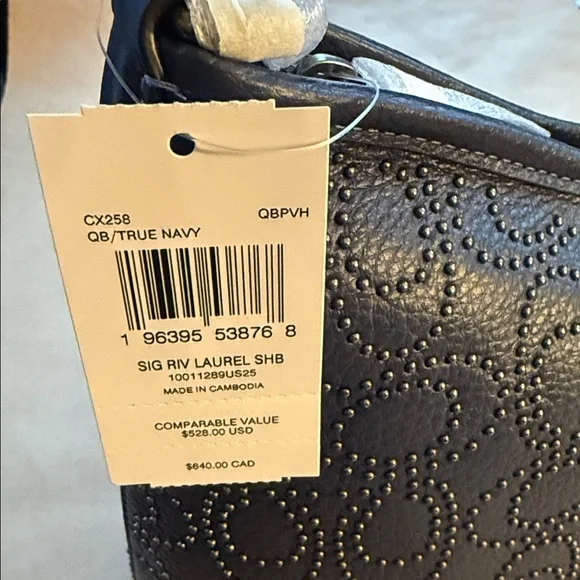 CX258 QBPVH
QB/TRUE NAVY
1 96395 53876 8
SIG RIV LAUREL SHB
10011289US25
MADE IN CAMBODIA
COMPARABLE VALUE
$528.00 USD
$640.00 CAD